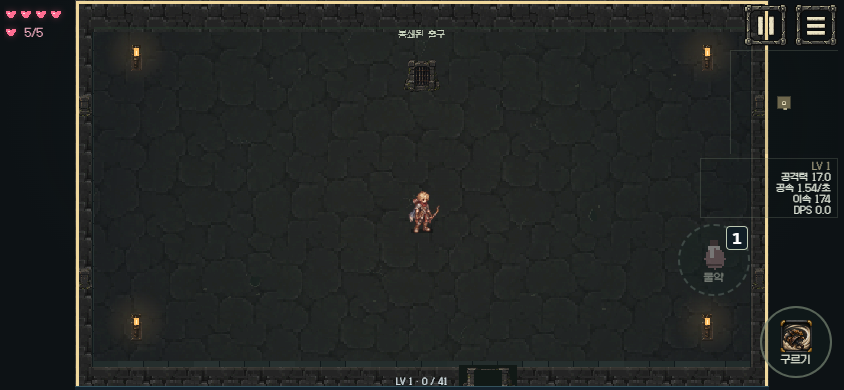 5/5
봉쇄된 출구
LV 1
공격력 17.0
공속 1.54/초
이속 174
DPS 0.0
1
물약
구르기
LV 1 · 0 / 41